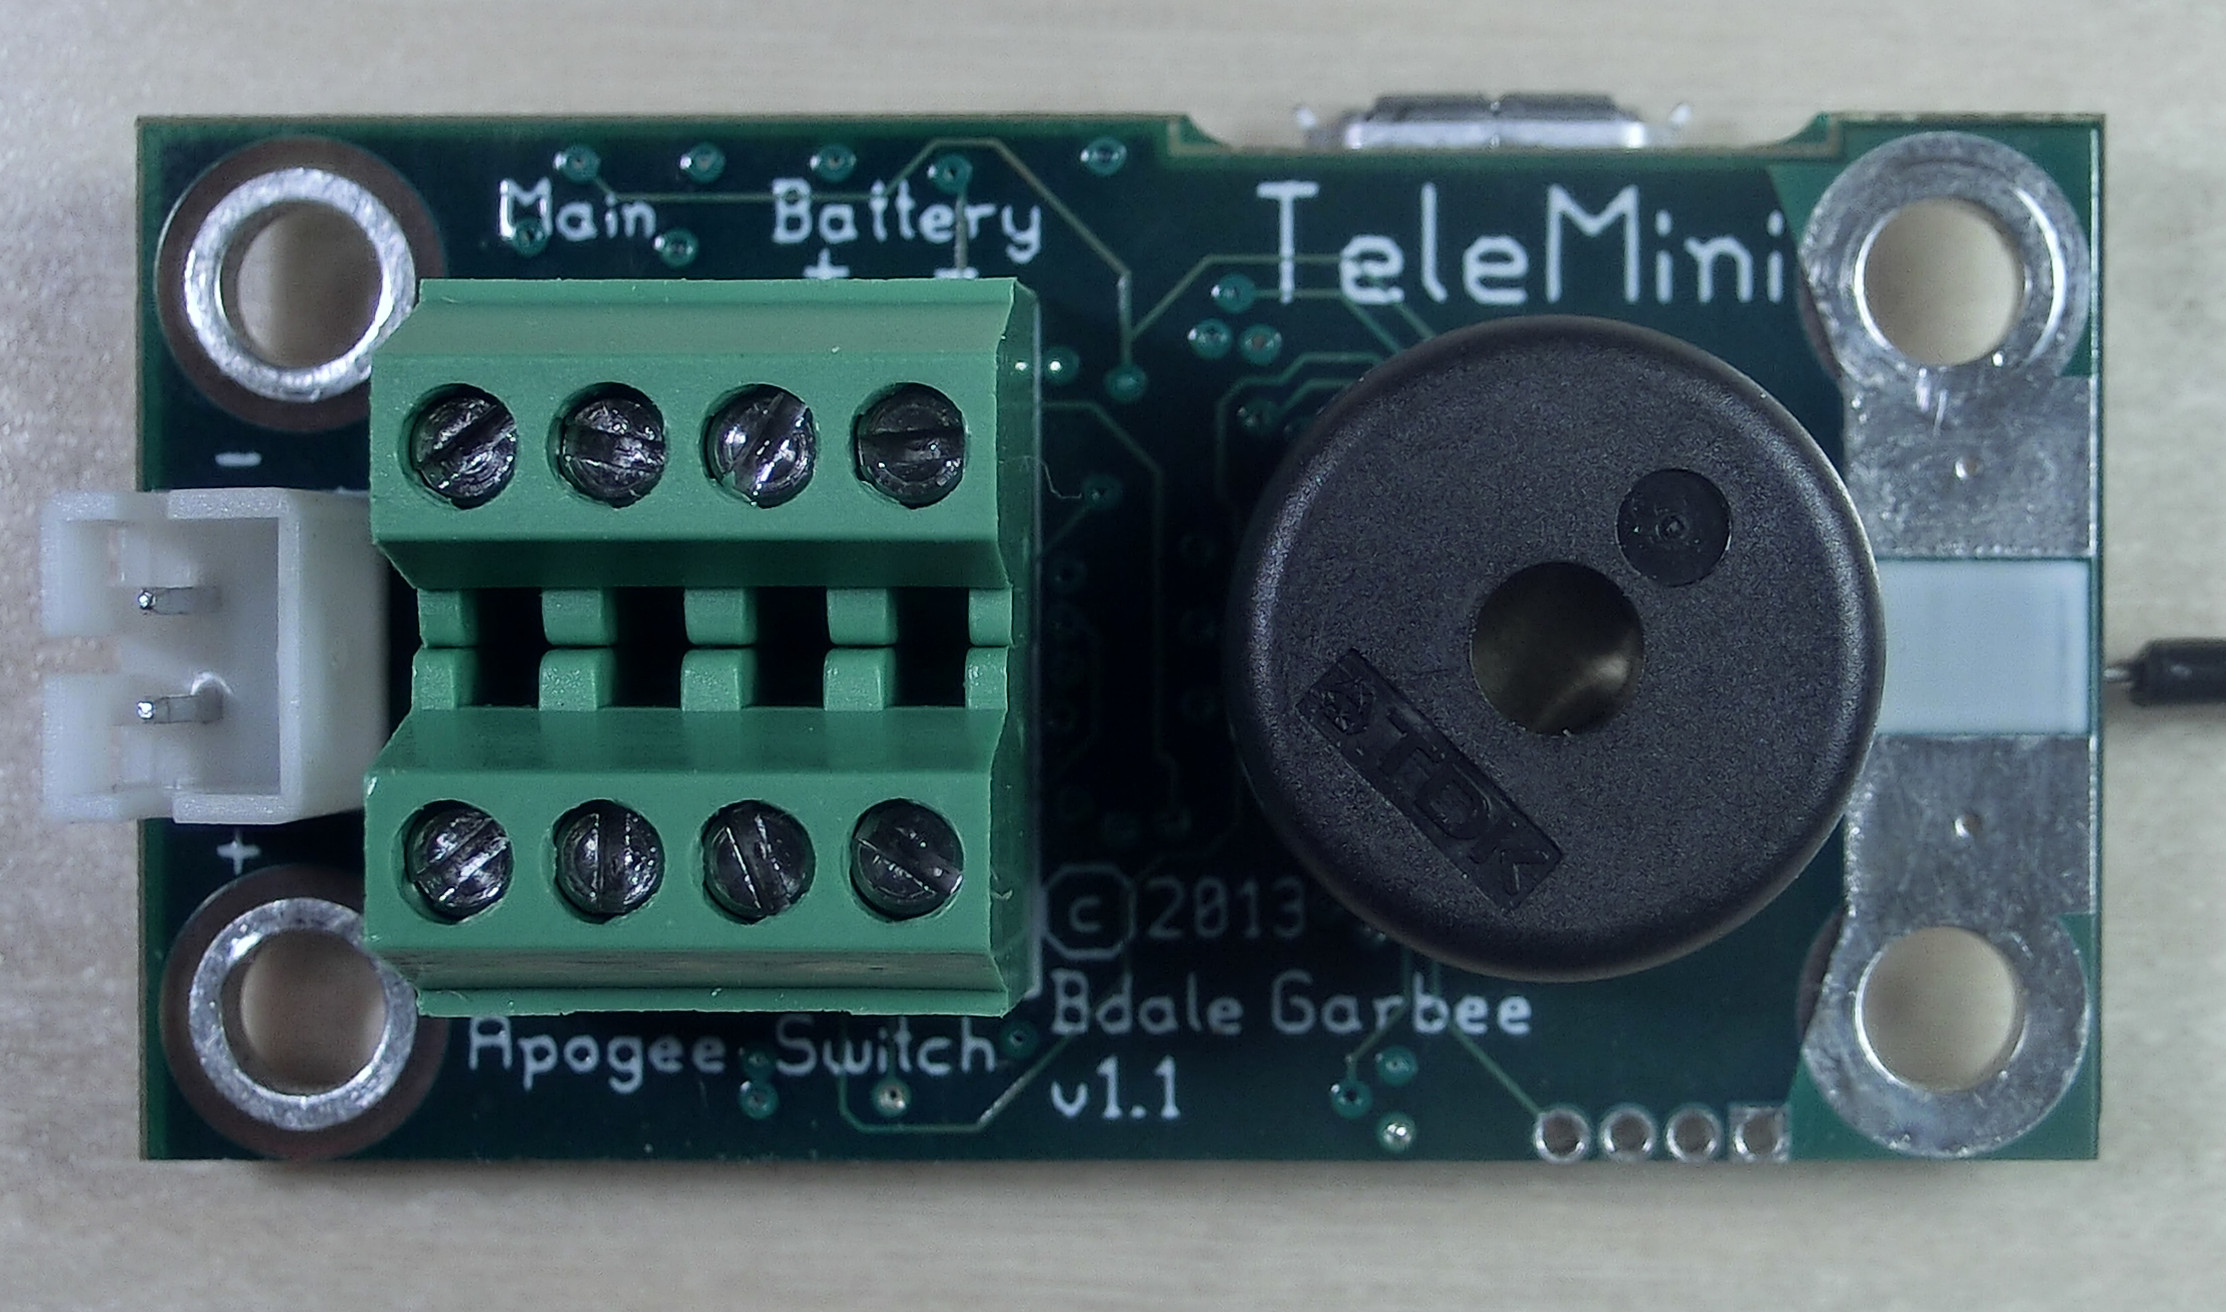 Main Battery
+ -
TeleMini
-
+
TDK
© 2013
Bdale Garbee
Apogee Switch
v1.1